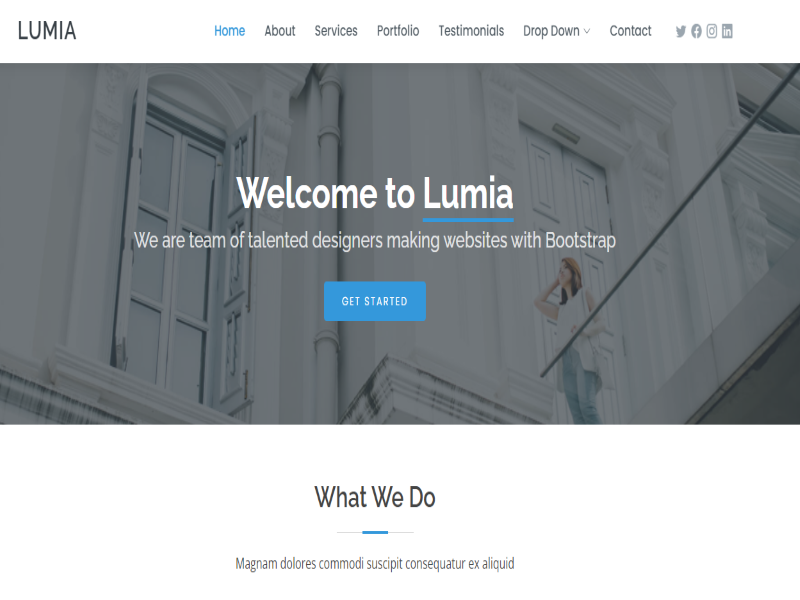 LUMIA
Home About Services Portfolio Testimonials Drop Down Contact
Welcome to Lumia
We are team of talented designers making websites with Bootstrap
GET STARTED
What We Do
Magnam dolores commodi suscipit consequatur ex aliquid